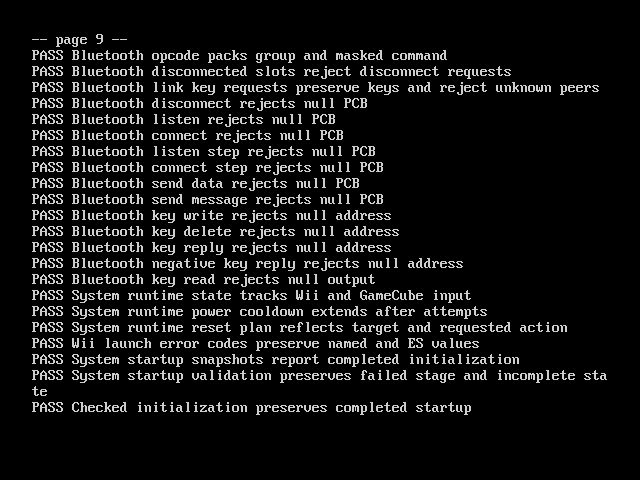 -- page 9 --
PASS Bluetooth opcode packs group and masked command
PASS Bluetooth disconnected slots reject disconnect requests
PASS Bluetooth link key requests preserve keys and reject unknown peers
PASS Bluetooth disconnect rejects null PCB
PASS Bluetooth listen rejects null PCB
PASS Bluetooth connect rejects null PCB
PASS Bluetooth listen step rejects null PCB
PASS Bluetooth connect step rejects null PCB
PASS Bluetooth send data rejects null PCB
PASS Bluetooth send message rejects null PCB
PASS Bluetooth key write rejects null address
PASS Bluetooth key delete rejects null address
PASS Bluetooth key reply rejects null address
PASS Bluetooth negative key reply rejects null address
PASS Bluetooth key read rejects null output
PASS System runtime state tracks Wii and GameCube input
PASS System runtime power cooldown extends after attempts
PASS System runtime reset plan reflects target and requested action
PASS Wii launch error codes preserve named and ES values
PASS System startup snapshots report completed initialization
PASS System startup validation preserves failed stage and incomplete sta
te
PASS Checked initialization preserves completed startup